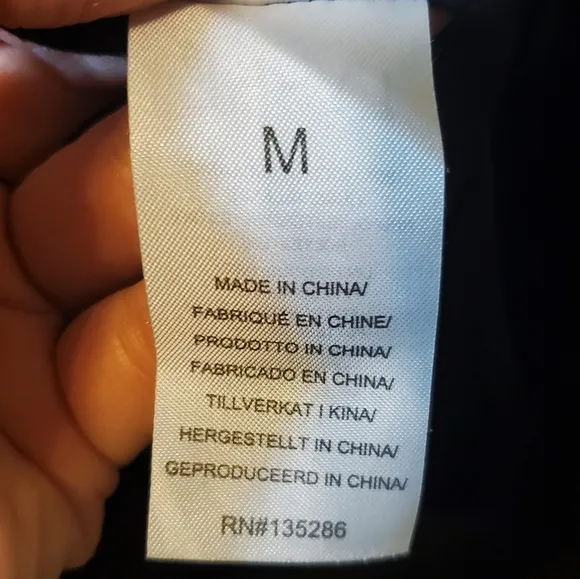 M
MADE IN CHINA/
FABRIQUÉ EN CHINE/
PRODOTTO IN CHINA/
FABRICADO EN CHINA/
TILLVERKAT I KINA/
HERGESTELLT IN CHINA/
GEPRODUCEERD IN CHINA/
RN#135286